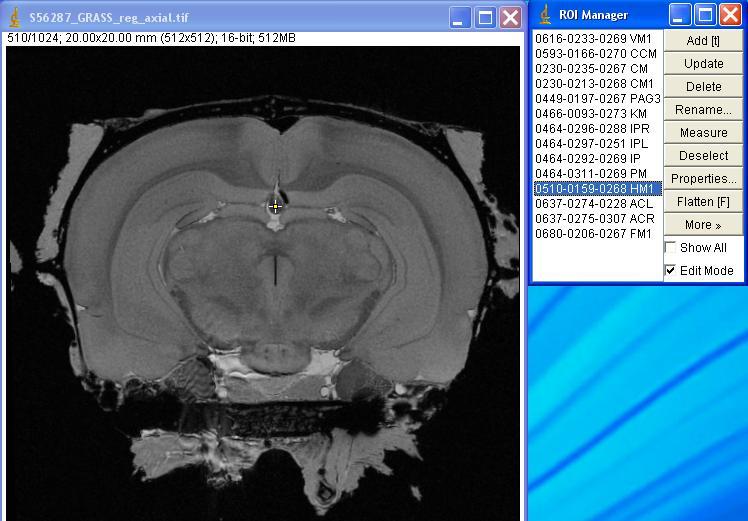 S56287_GRASS_reg_axial.tif
510/1024; 20.00x20.00 mm (512x512); 16-bit; 512MB
ROI Manager
0616-0233-0269 VM1
0593-0166-0270 CCM
0230-0235-0267 CM
0230-0213-0268 CM1
0449-0197-0267 PAG3
0466-0093-0273 KM
0464-0296-0288 IPR
0464-0297-0251 IPL
0464-0292-0269 IP
0464-0311-0269 PM
0510-0159-0268 HM1
0637-0274-0228 ACL
0637-0275-0307 ACR
0680-0206-0267 FM1
Add [t]
Update
Delete
Rename...
Measure
Deselect
Properties...
Flatten [F]
More »
Show All
Edit Mode